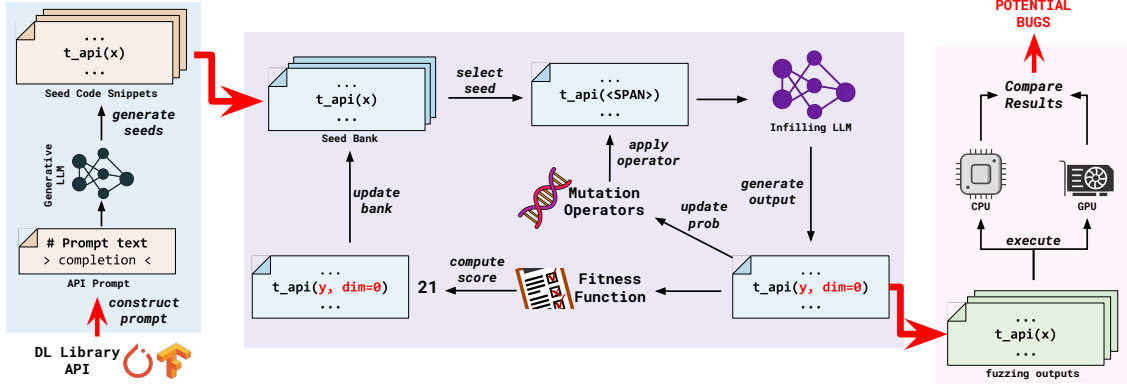 ...
t_api(x)
...
Seed Code Snippets
generate
seeds
Generative
LLM
# Prompt text
> completion <
API Prompt
construct
prompt
DL Library
API
...
t_api(x)
...
Seed Bank
select
seed
...
t_api(<SPAN>)
...
Infilling LLM
apply
operator
Mutation
Operators
update
bank
update
prob
generate
output
...
t_api(y, dim=0)
...
21
compute
score
Fitness
Function
...
t_api(y, dim=0)
...
POTENTIAL
BUGS
Compare
Results
CPU
GPU
execute
...
t_api(x)
...
fuzzing outputs